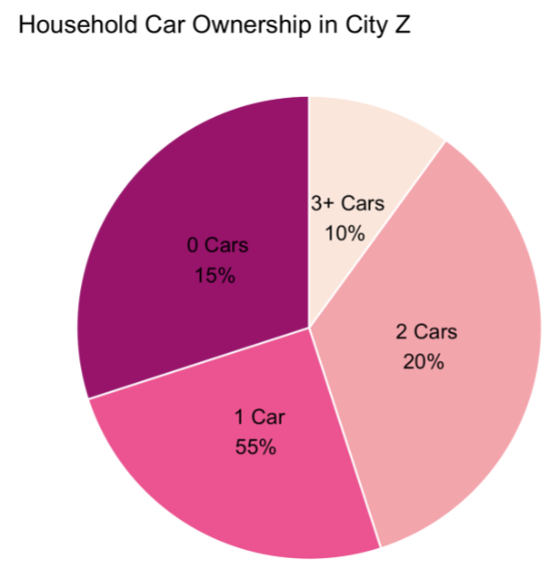 Household Car Ownership in City Z
3+ Cars
10%
0 Cars
15%
2 Cars
20%
1 Car
55%